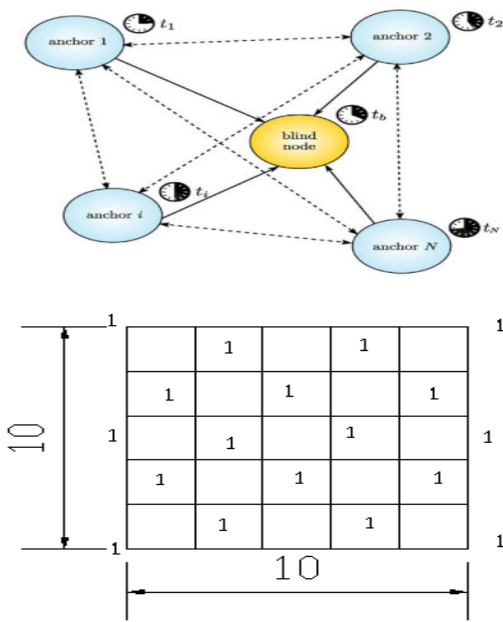 t1
t2
anchor 1
anchor 2
tb
blind
node
ti
anchor i
tN
anchor N
1 1
1 1
1 1 1
1 1 1 1
10
1 1 1
1 1
1 1
10